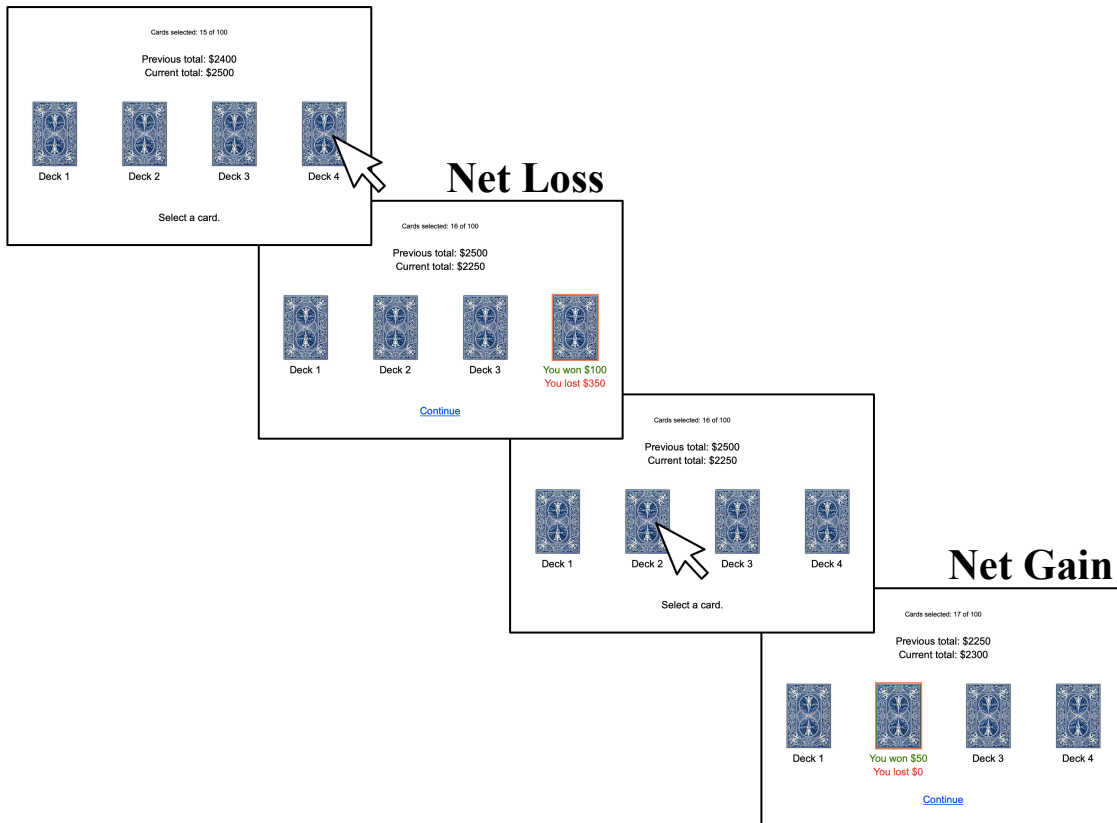 Cards selected: 15 of 100
Previous total: $2400
Current total: $2500
Deck 1 Deck 2 Deck 3 Deck 4
Select a card.
Net Loss
Cards selected: 16 of 100
Previous total: $2500
Current total: $2250
Deck 1 Deck 2 Deck 3 Deck 4
You won $100
You lost $350
Continue
Cards selected: 16 of 100
Previous total: $2500
Current total: $2250
Deck 1 Deck 2 Deck 3 Deck 4
Select a card.
Net Gain
Cards selected: 17 of 100
Previous total: $2250
Current total: $2300
Deck 1 Deck 2 Deck 3 Deck 4
You won $50
You lost $0
Continue